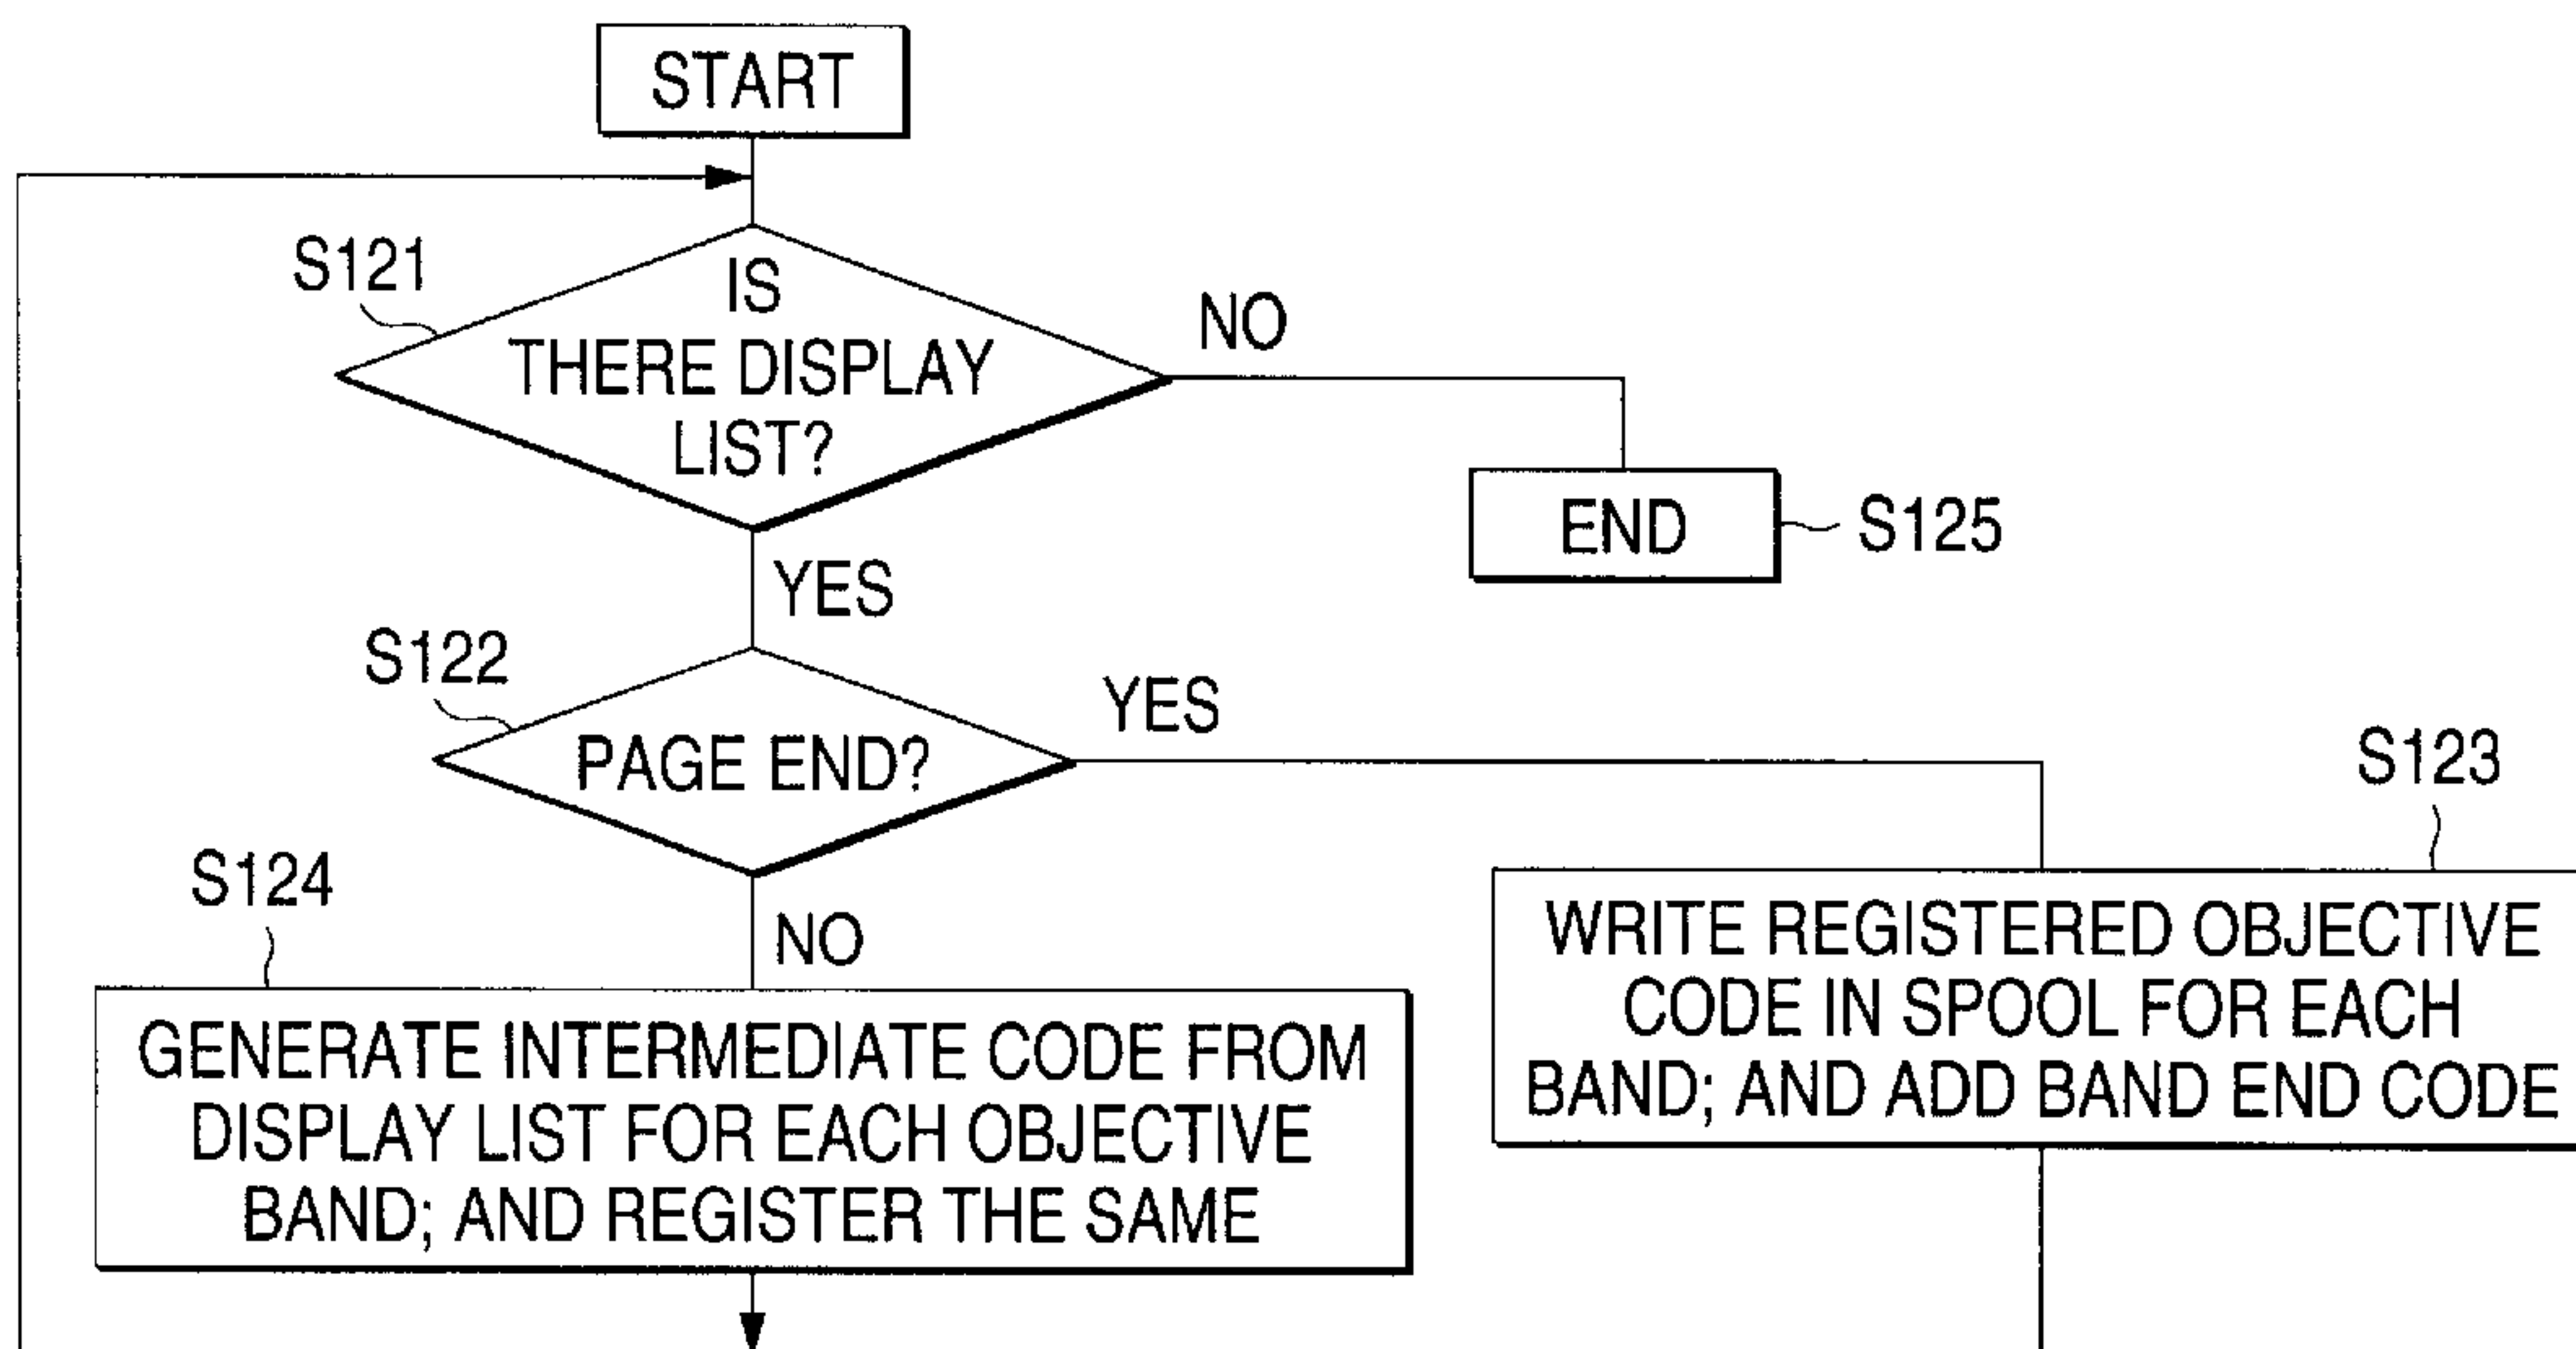 START
S121
IS
THERE DISPLAY
LIST?
NO
END
S125
YES
S122
PAGE END?
YES
S123
WRITE REGISTERED OBJECTIVE
CODE IN SPOOL FOR EACH
BAND; AND ADD BAND END CODE
S124
NO
GENERATE INTERMEDIATE CODE FROM
DISPLAY LIST FOR EACH OBJECTIVE
BAND; AND REGISTER THE SAME